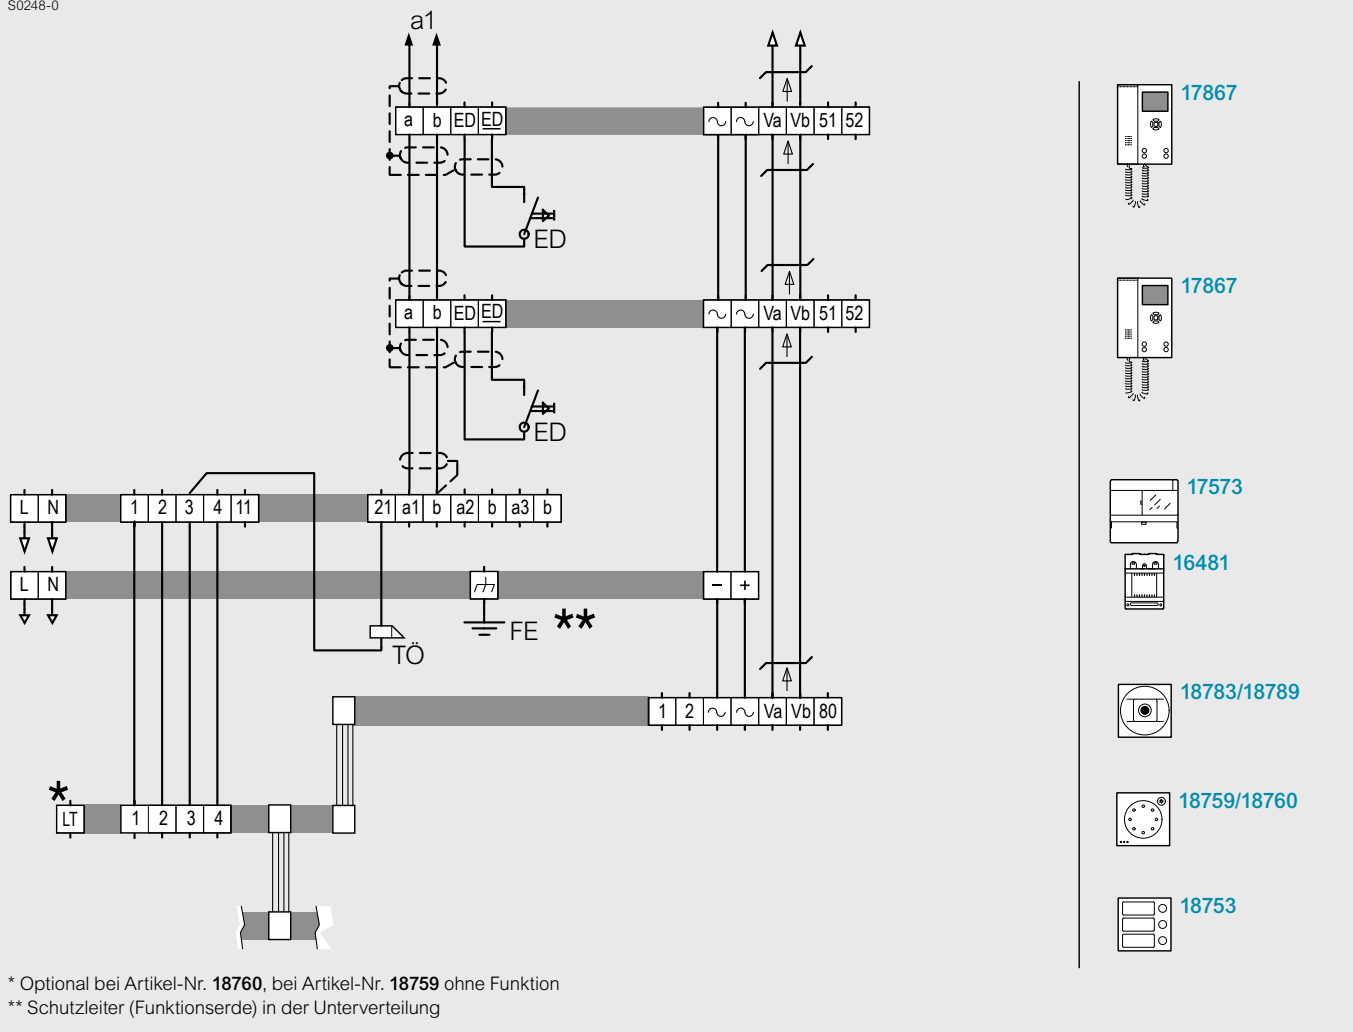 S0248-0
a1
a b ED ED Va Vb 51 52
17867
ED
a b ED ED Va Vb 51 52
17867
ED
L N 1 2 3 4 11 21 a1 b a2 b a3 b
17573
L N − +
16481
FE **
TÖ
1 2 Va Vb 80
18783/18789
*
LT 1 2 3 4
18759/18760
18753
* Optional bei Artikel-Nr. 18760, bei Artikel-Nr. 18759 ohne Funktion
** Schutzleiter (Funktionserde) in der Unterverteilung